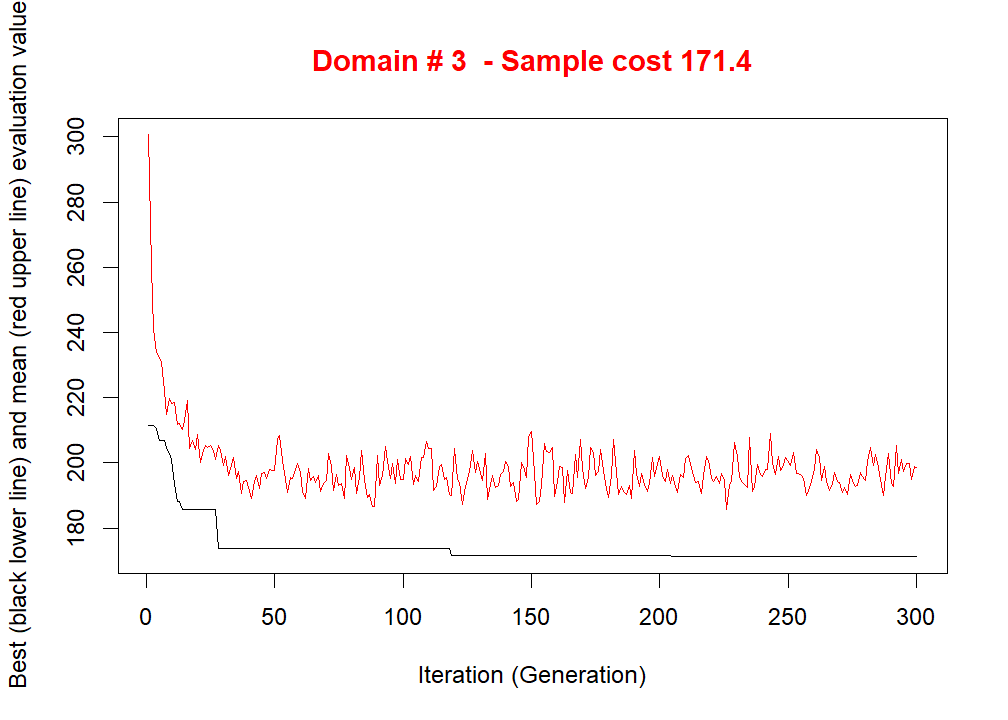 Domain # 3  - Sample cost 171.4
Best (black lower line) and mean (red upper line) evaluation value
300
280
260
240
220
200
180
0 50 100 150 200 250 300
Iteration (Generation)